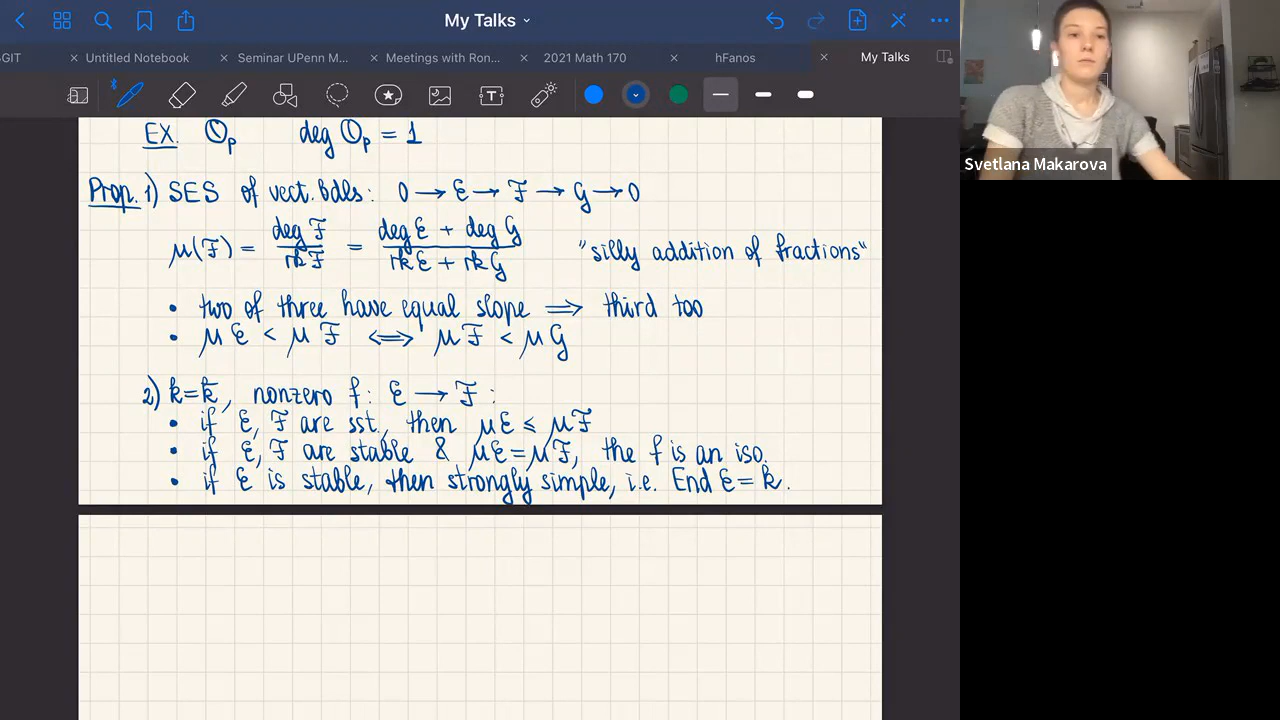 My Talks
GIT
Untitled Notebook
Seminar UPenn M...
Meetings with Ron...
2021 Math 170
hFanos
My Talks
Svetlana Makarova
EX. 𝒪_p deg 𝒪_p = 1
Prop. 1) SES of vect. bdls: 0 → ℰ → ℱ → 𝒢 → 0
μ(ℱ) = deg ℱ / rk ℱ = (deg ℰ + deg 𝒢) / (rk ℰ + rk 𝒢) "silly addition of fractions"
• two of three have equal slope ⟹ third too
• μℰ < μℱ ⟺ μℱ < μ𝒢
2) k=k̄, nonzero f: ℰ → ℱ :
• if ℰ, ℱ are sst., then μℰ ≤ μℱ
• if ℰ, ℱ are stable & μℰ=μℱ, the f is an iso.
• if ℰ is stable, then strongly simple, i.e. End ℰ = k.